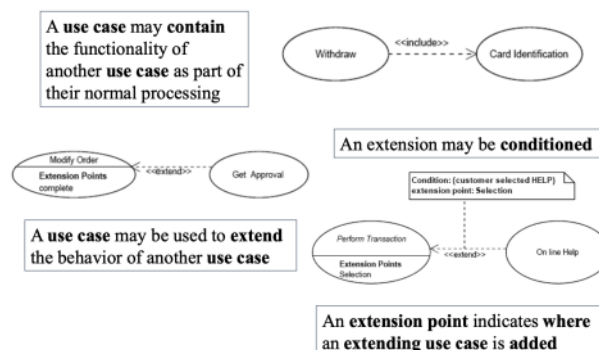 A use case may contain
the functionality of
another use case as part of
their normal processing
Withdraw
<<include>>
Card Identification
An extension may be conditioned
Modify Order
Extension Points
complete
<<extend>>
Get Approval
Condition: {customer selected HELP}
extension point: Selection
A use case may be used to extend
the behavior of another use case
Perform Transaction
Extension Points
Selection
<<extend>>
On line Help
An extension point indicates where
an extending use case is added